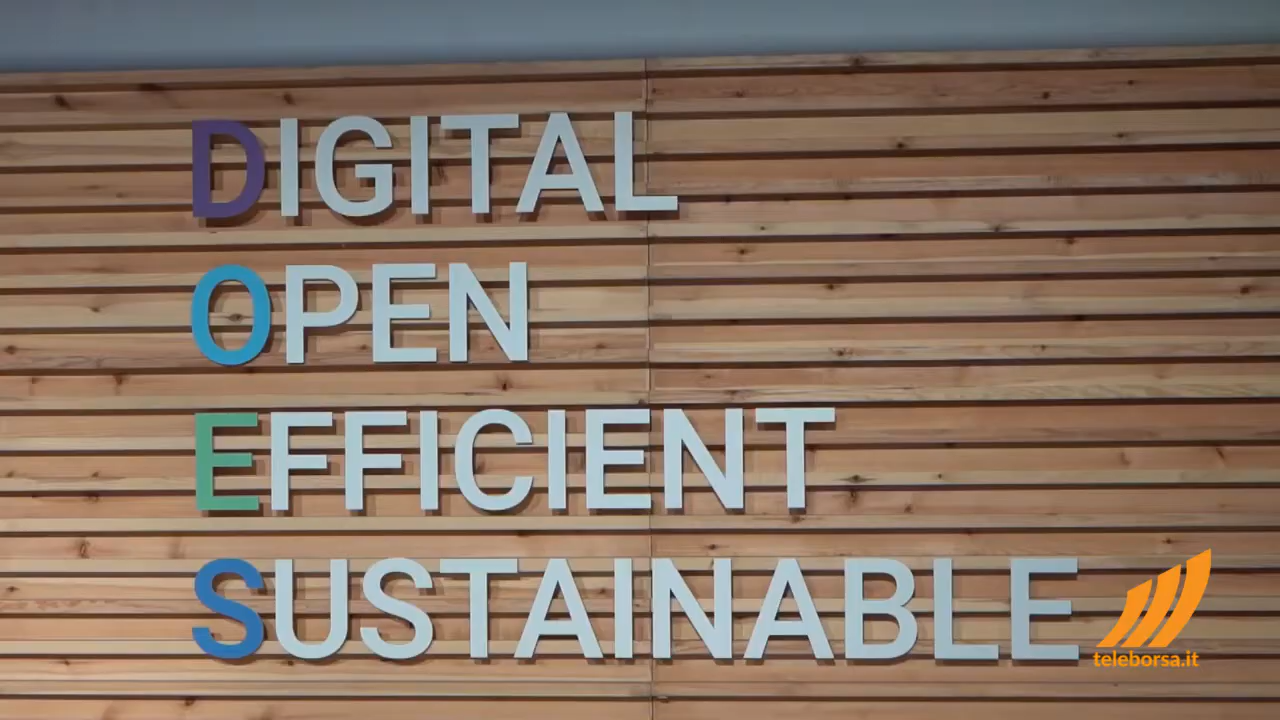 DIGITAL
OPEN
EFFICIENT
SUSTAINABLE
teleborsa.it